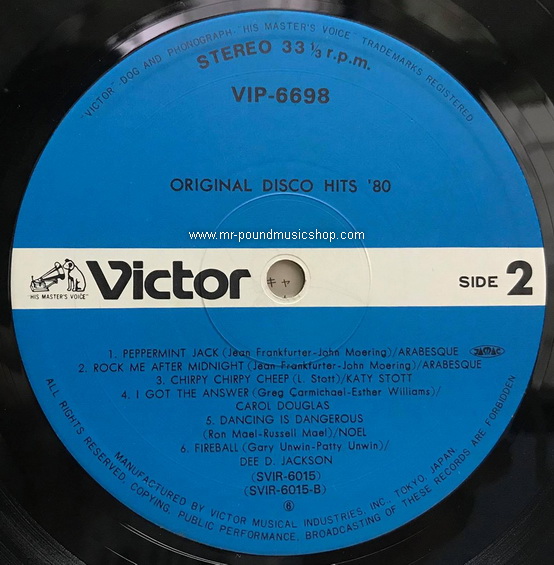 "VICTOR" DOG AND PHONOGRAPH, "HIS MASTER'S VOICE" TRADEMARKS REGISTERED
STEREO 33 1/3 r.p.m.
VIP-6698
ORIGINAL DISCO HITS '80
www.mr-poundmusicshop.com
"HIS MASTER'S VOICE"
Victor
キャ
SIDE 2
1. PEPPERMINT JACK (Jean Frankfurter-John Moering)/ARABESQUE JASRAC
2. ROCK ME AFTER MIDNIGHT (Jean Frankfurter-John Moering)/ARABESQUE
3. CHIRPY CHIRPY CHEEP (L. Stott)/KATY STOTT
4. I GOT THE ANSWER (Greg Carmichael-Esther Williams)/
CAROL DOUGLAS
5. DANCING IS DANGEROUS
(Ron Mael-Russell Mael)/NOEL
6. FIREBALL (Gary Unwin-Patty Unwin)/
DEE D. JACKSON
(SVIR-6015)
(SVIR-6015-B)
⑥
MANUFACTURED BY VICTOR MUSICAL INDUSTRIES, INC., TOKYO, JAPAN
ALL RIGHTS RESERVED, COPYING, PUBLIC PERFORMANCE, BROADCASTING OF THESE RECORDS ARE FORBIDDEN